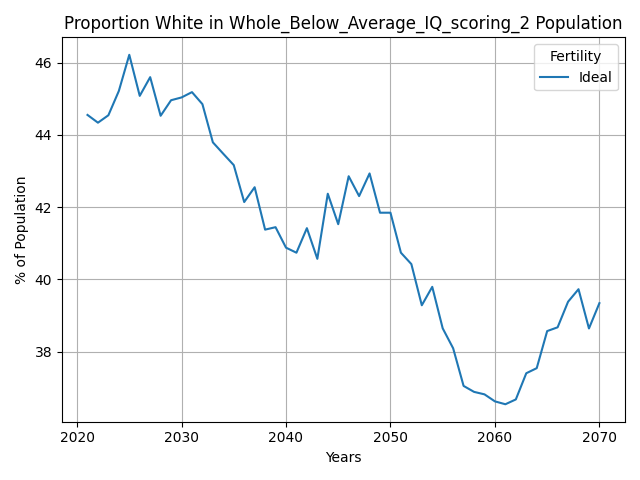 Proportion White in Whole_Below_Average_IQ_scoring_2 Population
Fertility
Ideal
46
44
42
40
38
% of Population
2020
2030
2040
2050
2060
2070
Years